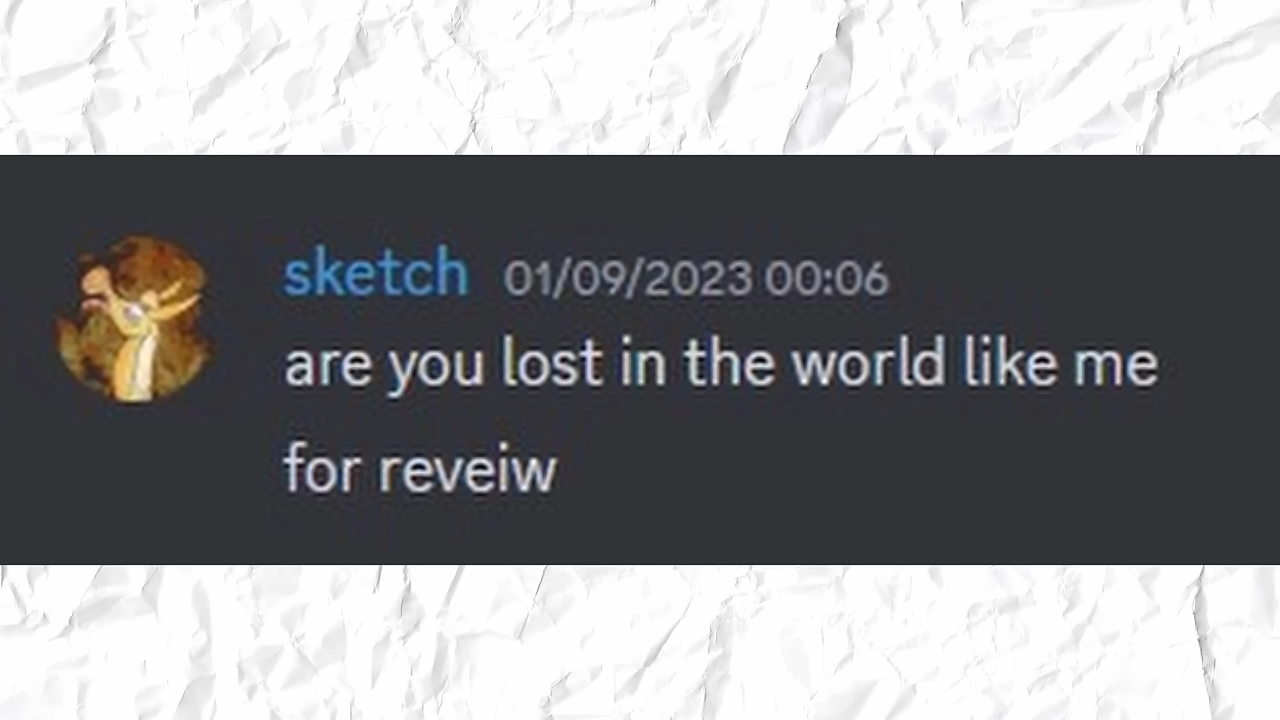 sketch 01/09/2023 00:06
are you lost in the world like me
for reveiw